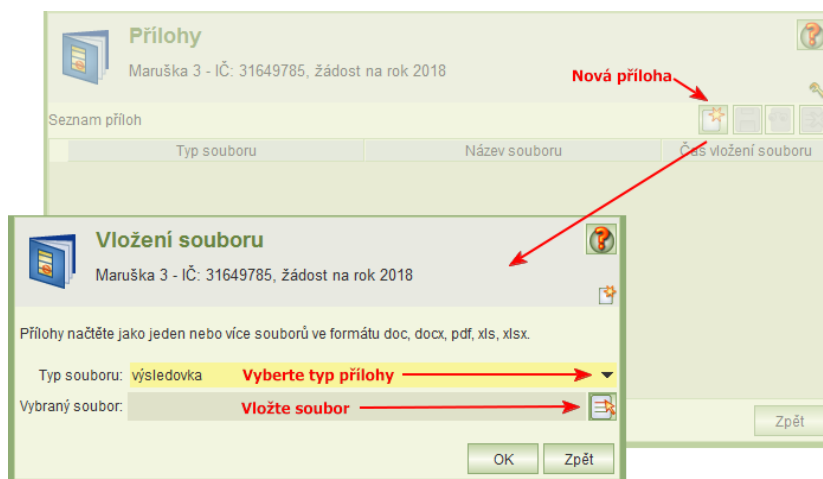 Přílohy
Maruška 3 - IČ: 31649785, žádost na rok 2018
Nová příloha
Seznam příloh
Typ souboru Název souboru Čas vložení souboru
Vložení souboru
Maruška 3 - IČ: 31649785, žádost na rok 2018
Přílohy načtěte jako jeden nebo více souborů ve formátu doc, docx, pdf, xls, xlsx.
Typ souboru: výsledovka Vyberte typ přílohy
Vybraný soubor: Vložte soubor
Zpět
OK Zpět